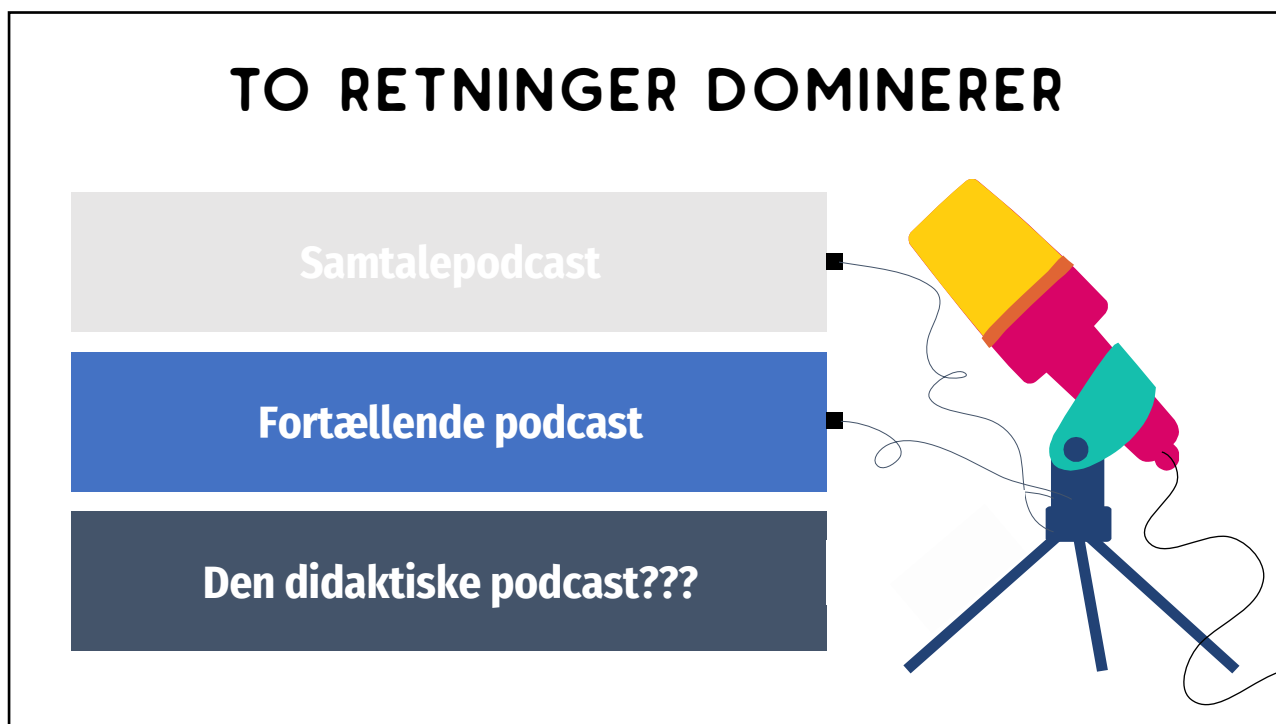 TO RETNINGER DOMINERER
Samtalepodcast
Fortællende podcast
Den didaktiske podcast???